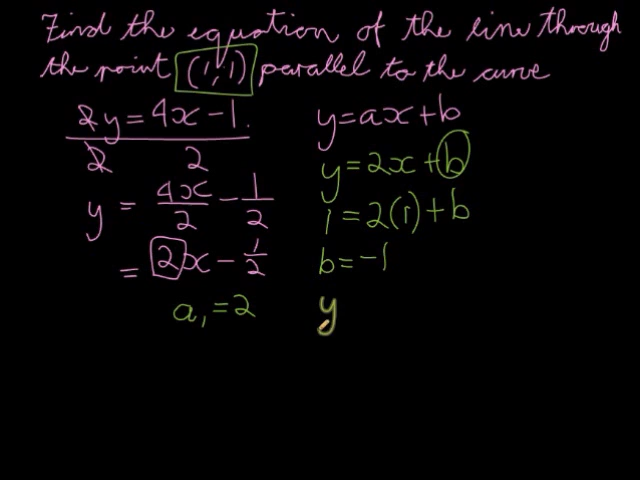 Find the equation of the line through
the point (1,1) parallel to the curve
2y = 4x - 1
2 2
y = 4x/2 - 1/2
= 2x - 1/2
a₁ = 2
y = ax + b
y = 2x + b
1 = 2(1) + b
b = -1
y